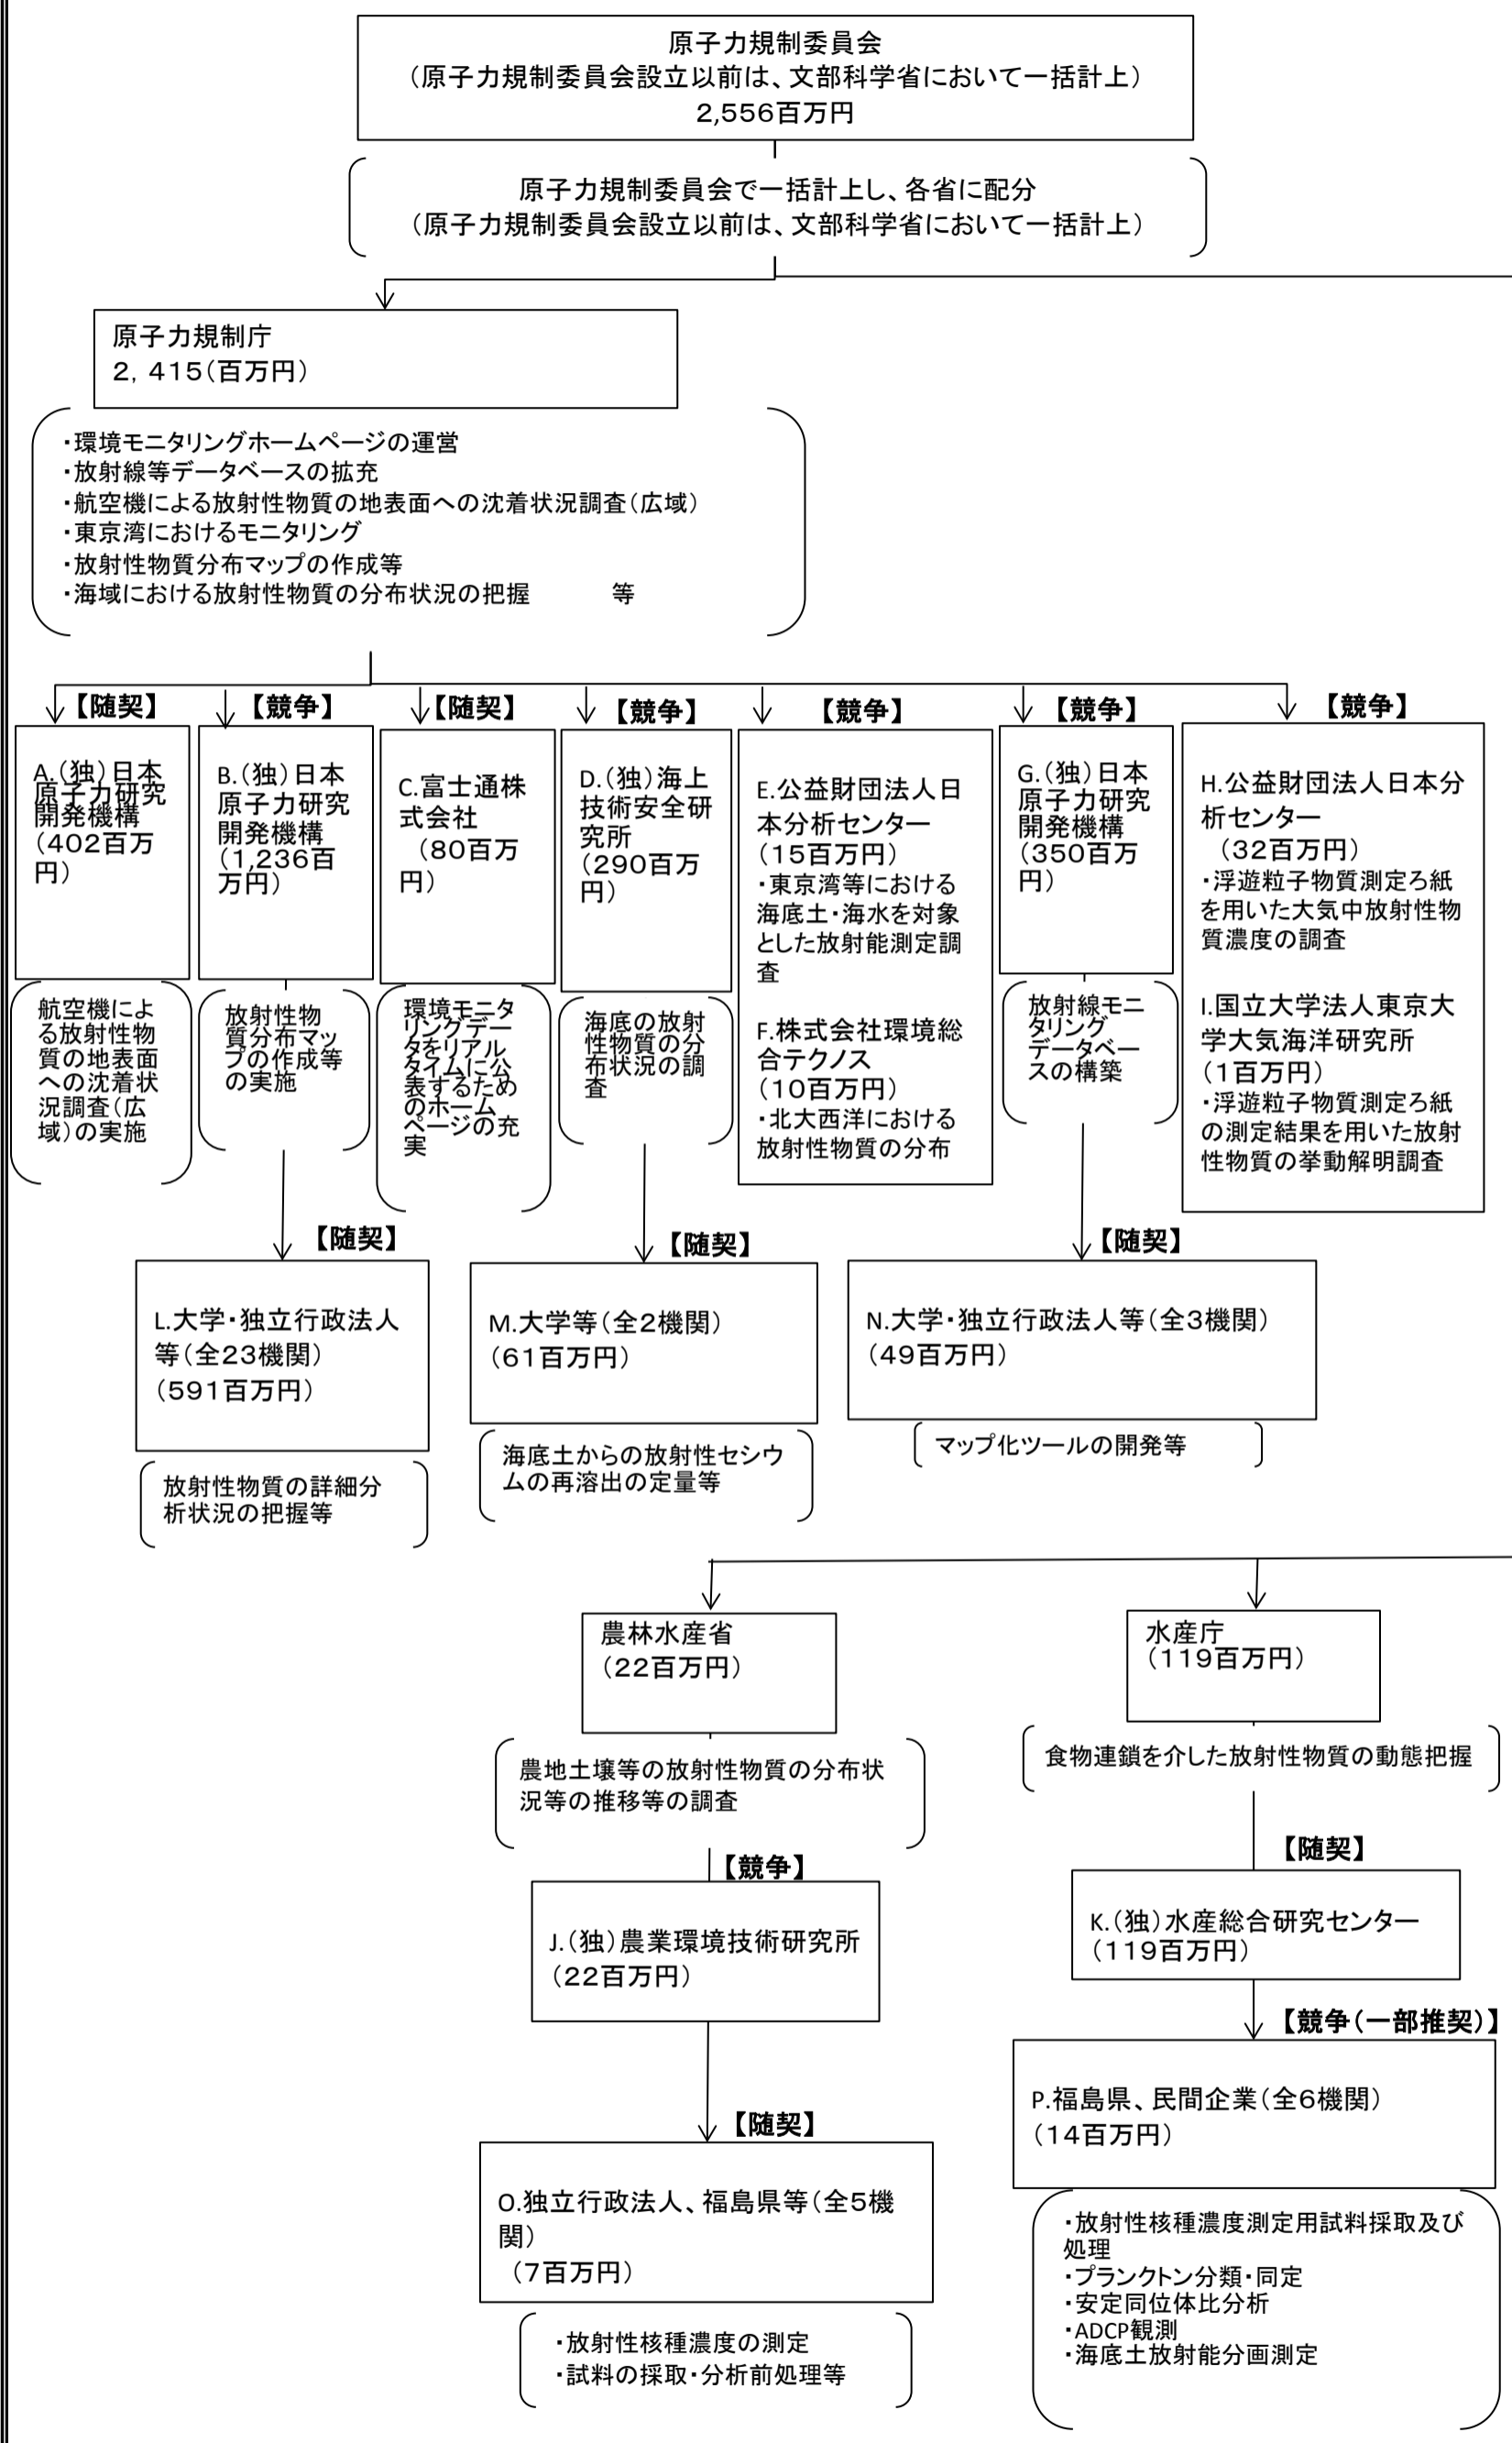 原子力規制委員会
（原子力規制委員会設立以前は、文部科学省において一括計上）
2,556百万円
原子力規制委員会で一括計上し、各省に配分
（原子力規制委員会設立以前は、文部科学省において一括計上）
原子力規制庁
２，４１５（百万円）
・環境モニタリングホームページの運営
・放射線等データベースの拡充
・航空機による放射性物質の地表面への沈着状況調査（広域）
・東京湾におけるモニタリング
・放射性物質分布マップの作成等
・海域における放射性物質の分布状況の把握　　　等
【随契】
A.（独）日本
原子力研究
開発機構
（402百万
円）
航空機によ
る放射性物
質の地表面
への沈着状
況調査（広
域）の実施
【競争】
B.（独）日本
原子力研究
開発機構
（1,236百
万円）
放射性物
質分布マッ
プの作成等
の実施
【随契】
C.富士通株
式会社
（80百万
円）
環境モニタ
リングデー
タをリアル
タイムに公
表するため
のホーム
ページの充
実
【競争】
D.（独）海上
技術安全研
究所
（290百万
円）
海底の放射
性物質の分
布状況の調
査
【競争】
E.公益財団法人日
本分析センター
（15百万円）
・東京湾等における
海底土・海水を対象
とした放射能測定調
査
F.株式会社環境総
合テクノス
（10百万円）
・北大西洋における
放射性物質の分布
【競争】
G.（独）日本
原子力研究
開発機構
（350百万
円）
放射線モニ
タリング
データベー
スの構築
【競争】
H.公益財団法人日本分
析センター
（32百万円）
・浮遊粒子物質測定ろ紙
を用いた大気中放射性物
質濃度の調査
I.国立大学法人東京大
学大気海洋研究所
（1百万円）
・浮遊粒子物質測定ろ紙
の測定結果を用いた放射
性物質の挙動解明調査
【随契】
L.大学・独立行政法人
等（全23機関）
（591百万円）
放射性物質の詳細分
析状況の把握等
【随契】
M.大学等（全2機関）
（61百万円）
海底土からの放射性セシウ
ムの再溶出の定量等
【随契】
N.大学・独立行政法人等（全3機関）
（49百万円）
マップ化ツールの開発等
農林水産省
（22百万円）
農地土壌等の放射性物質の分布状
況等の推移等の調査
【競争】
J.（独）農業環境技術研究所
（22百万円）
【随契】
O.独立行政法人、福島県等（全5機
関）
（7百万円）
・放射性核種濃度の測定
・試料の採取・分析前処理等
水産庁
（119百万円）
食物連鎖を介した放射性物質の動態把握
【随契】
K.（独）水産総合研究センター
（119百万円）
【競争（一部推契）】
P.福島県、民間企業（全6機関）
（14百万円）
・放射性核種濃度測定用試料採取及び
処理
・プランクトン分類・同定
・安定同位体比分析
・ADCP観測
・海底土放射能分画測定